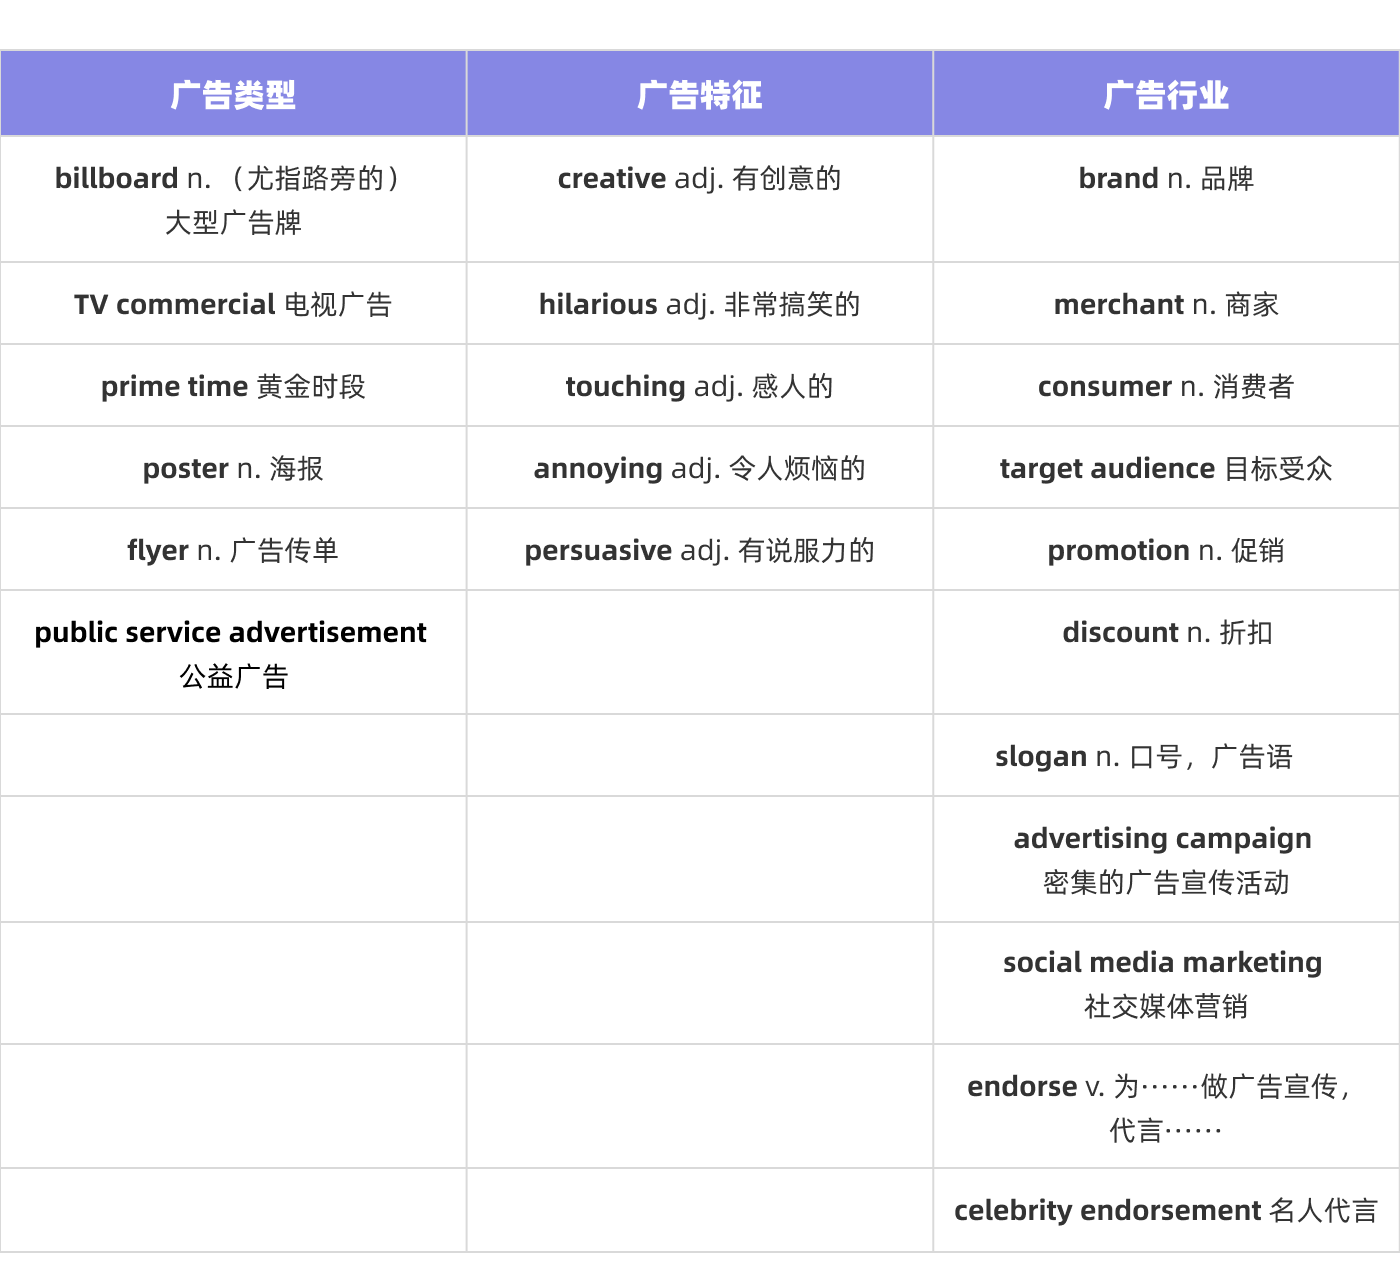 广告类型 广告特征 广告行业
billboard n. （尤指路旁的） creative adj. 有创意的 brand n. 品牌
大型广告牌
TV commercial 电视广告 hilarious adj. 非常搞笑的 merchant n. 商家
prime time 黄金时段 touching adj. 感人的 consumer n. 消费者
poster n. 海报 annoying adj. 令人烦恼的 target audience 目标受众
flyer n. 广告传单 persuasive adj. 有说服力的 promotion n. 促销
public service advertisement discount n. 折扣
公益广告
slogan n. 口号，广告语
advertising campaign
密集的广告宣传活动
social media marketing
社交媒体营销
endorse v. 为……做广告宣传，
代言……
celebrity endorsement 名人代言